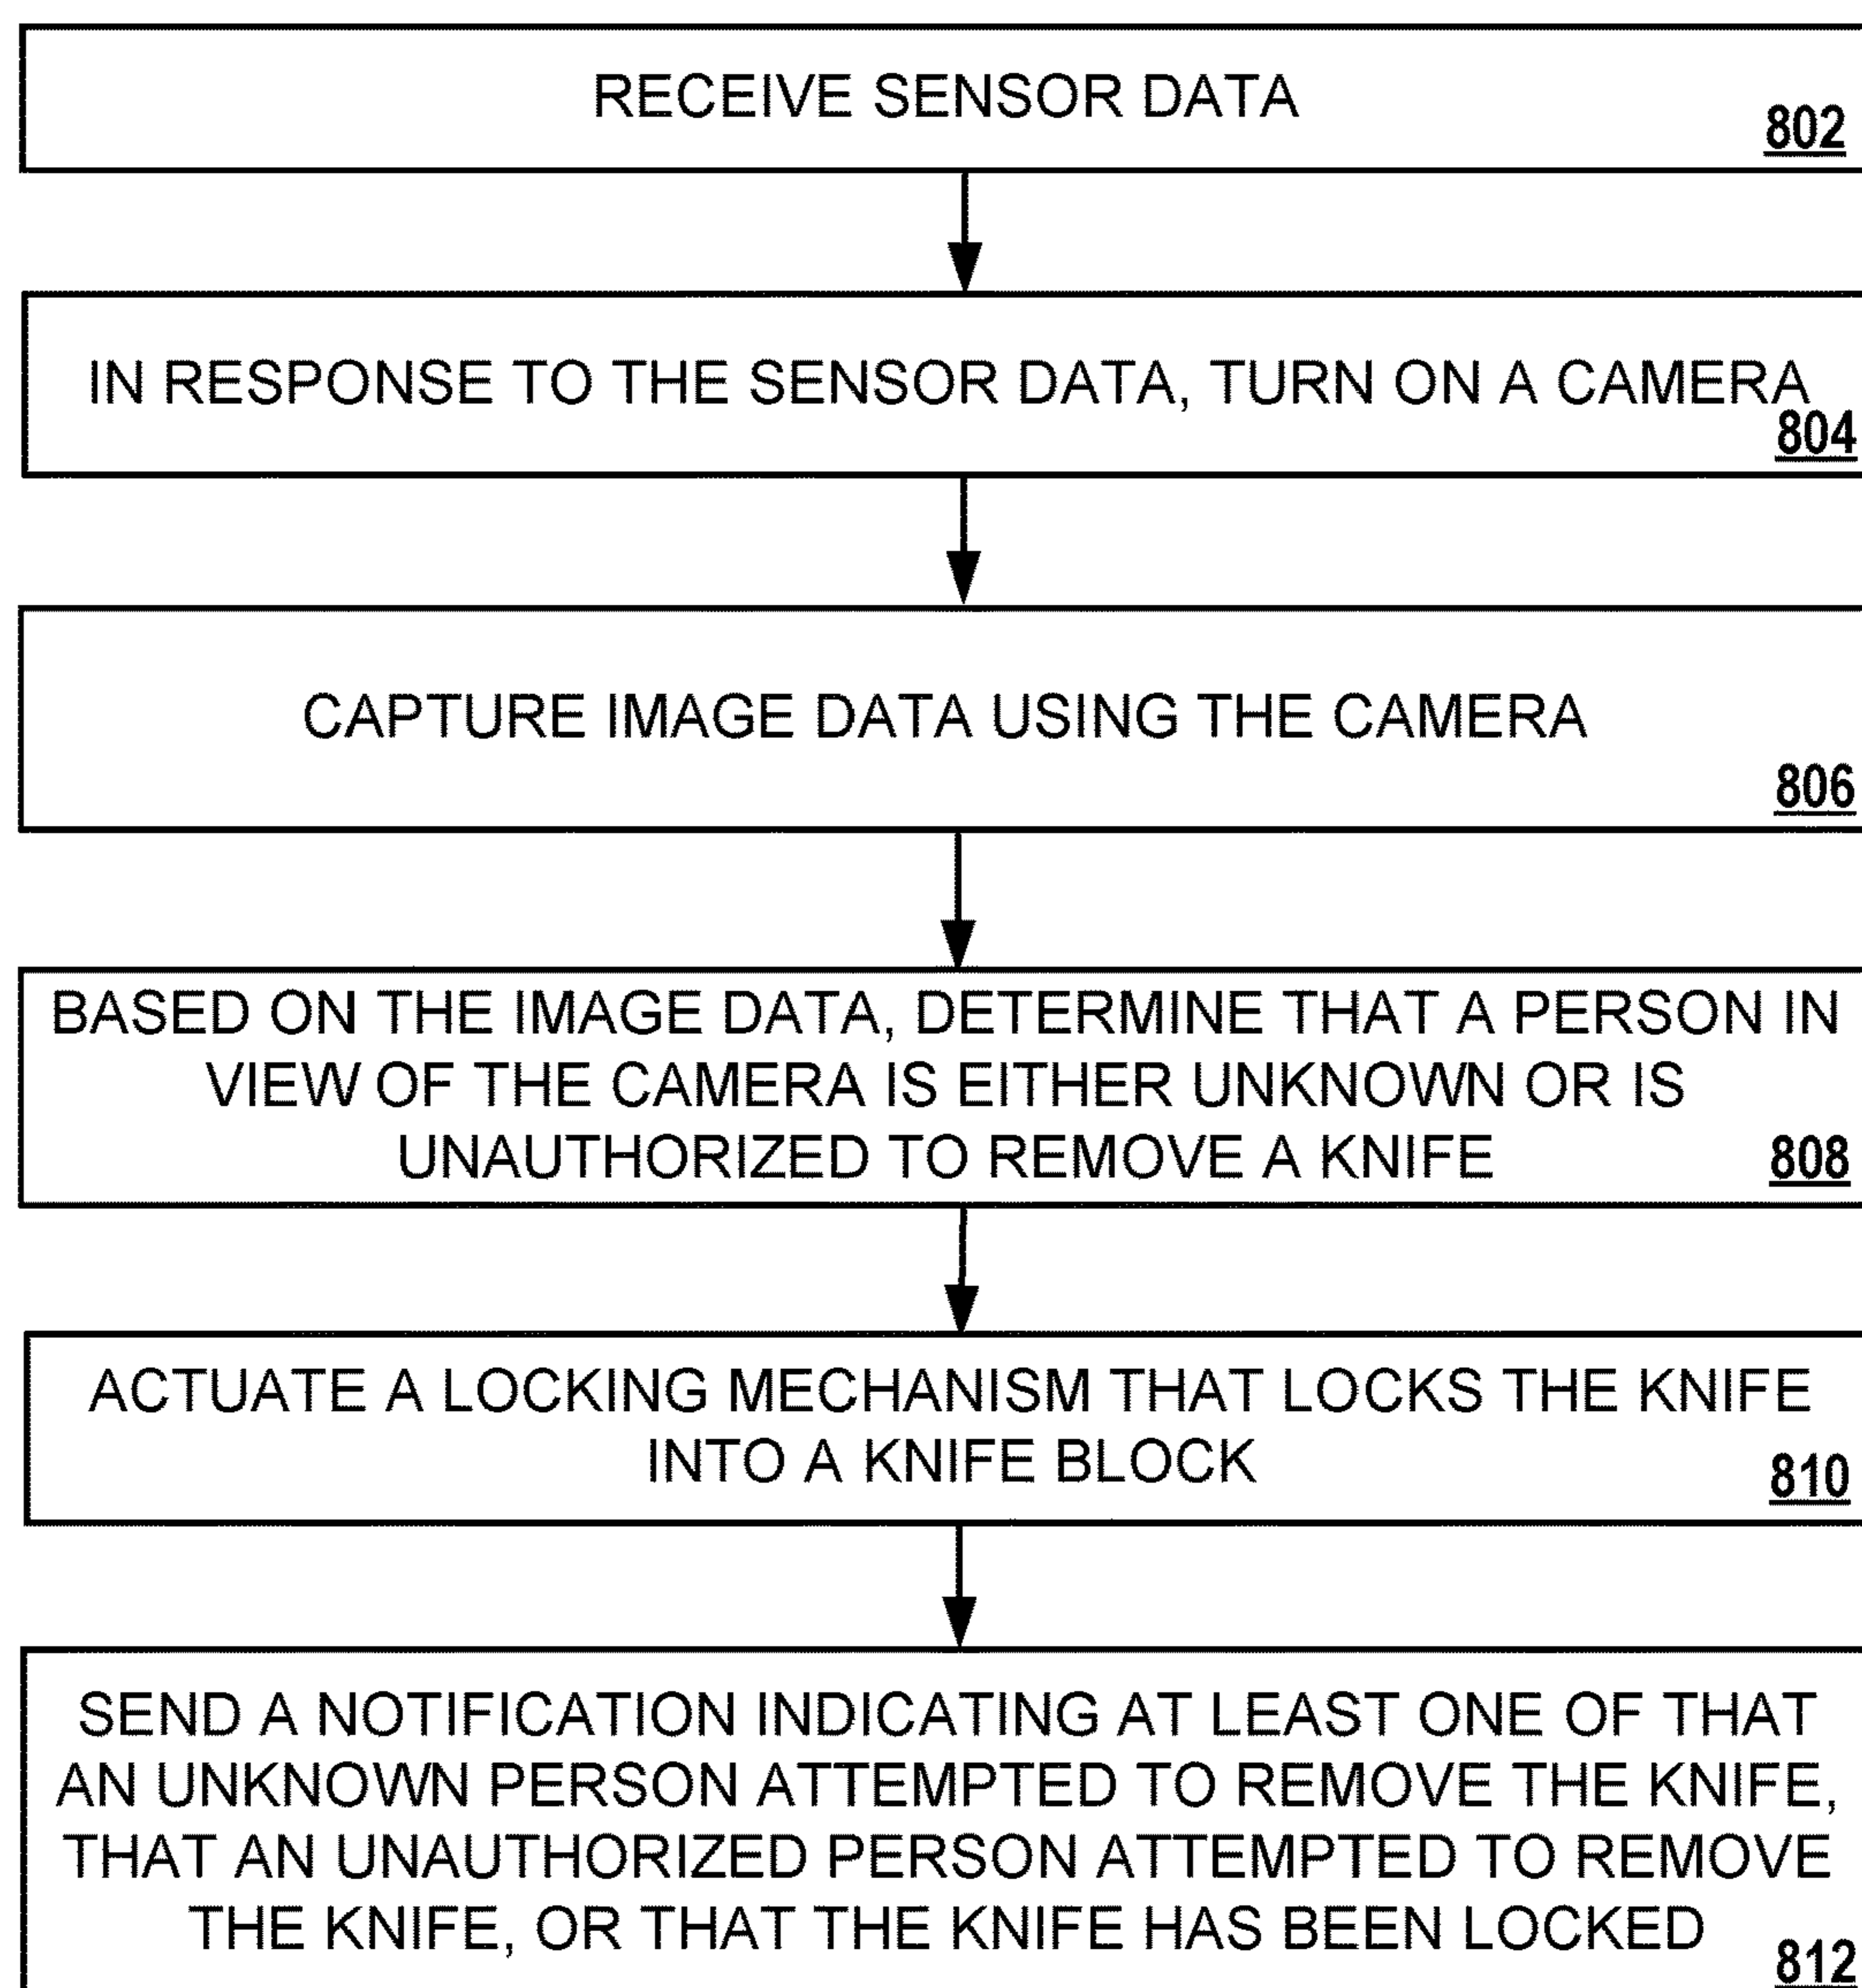 RECEIVE SENSOR DATA
802
IN RESPONSE TO THE SENSOR DATA, TURN ON A CAMERA
804
CAPTURE IMAGE DATA USING THE CAMERA
806
BASED ON THE IMAGE DATA, DETERMINE THAT A PERSON IN
VIEW OF THE CAMERA IS EITHER UNKNOWN OR IS
UNAUTHORIZED TO REMOVE A KNIFE
808
ACTUATE A LOCKING MECHANISM THAT LOCKS THE KNIFE
INTO A KNIFE BLOCK
810
SEND A NOTIFICATION INDICATING AT LEAST ONE OF THAT
AN UNKNOWN PERSON ATTEMPTED TO REMOVE THE KNIFE,
THAT AN UNAUTHORIZED PERSON ATTEMPTED TO REMOVE
THE KNIFE, OR THAT THE KNIFE HAS BEEN LOCKED
812